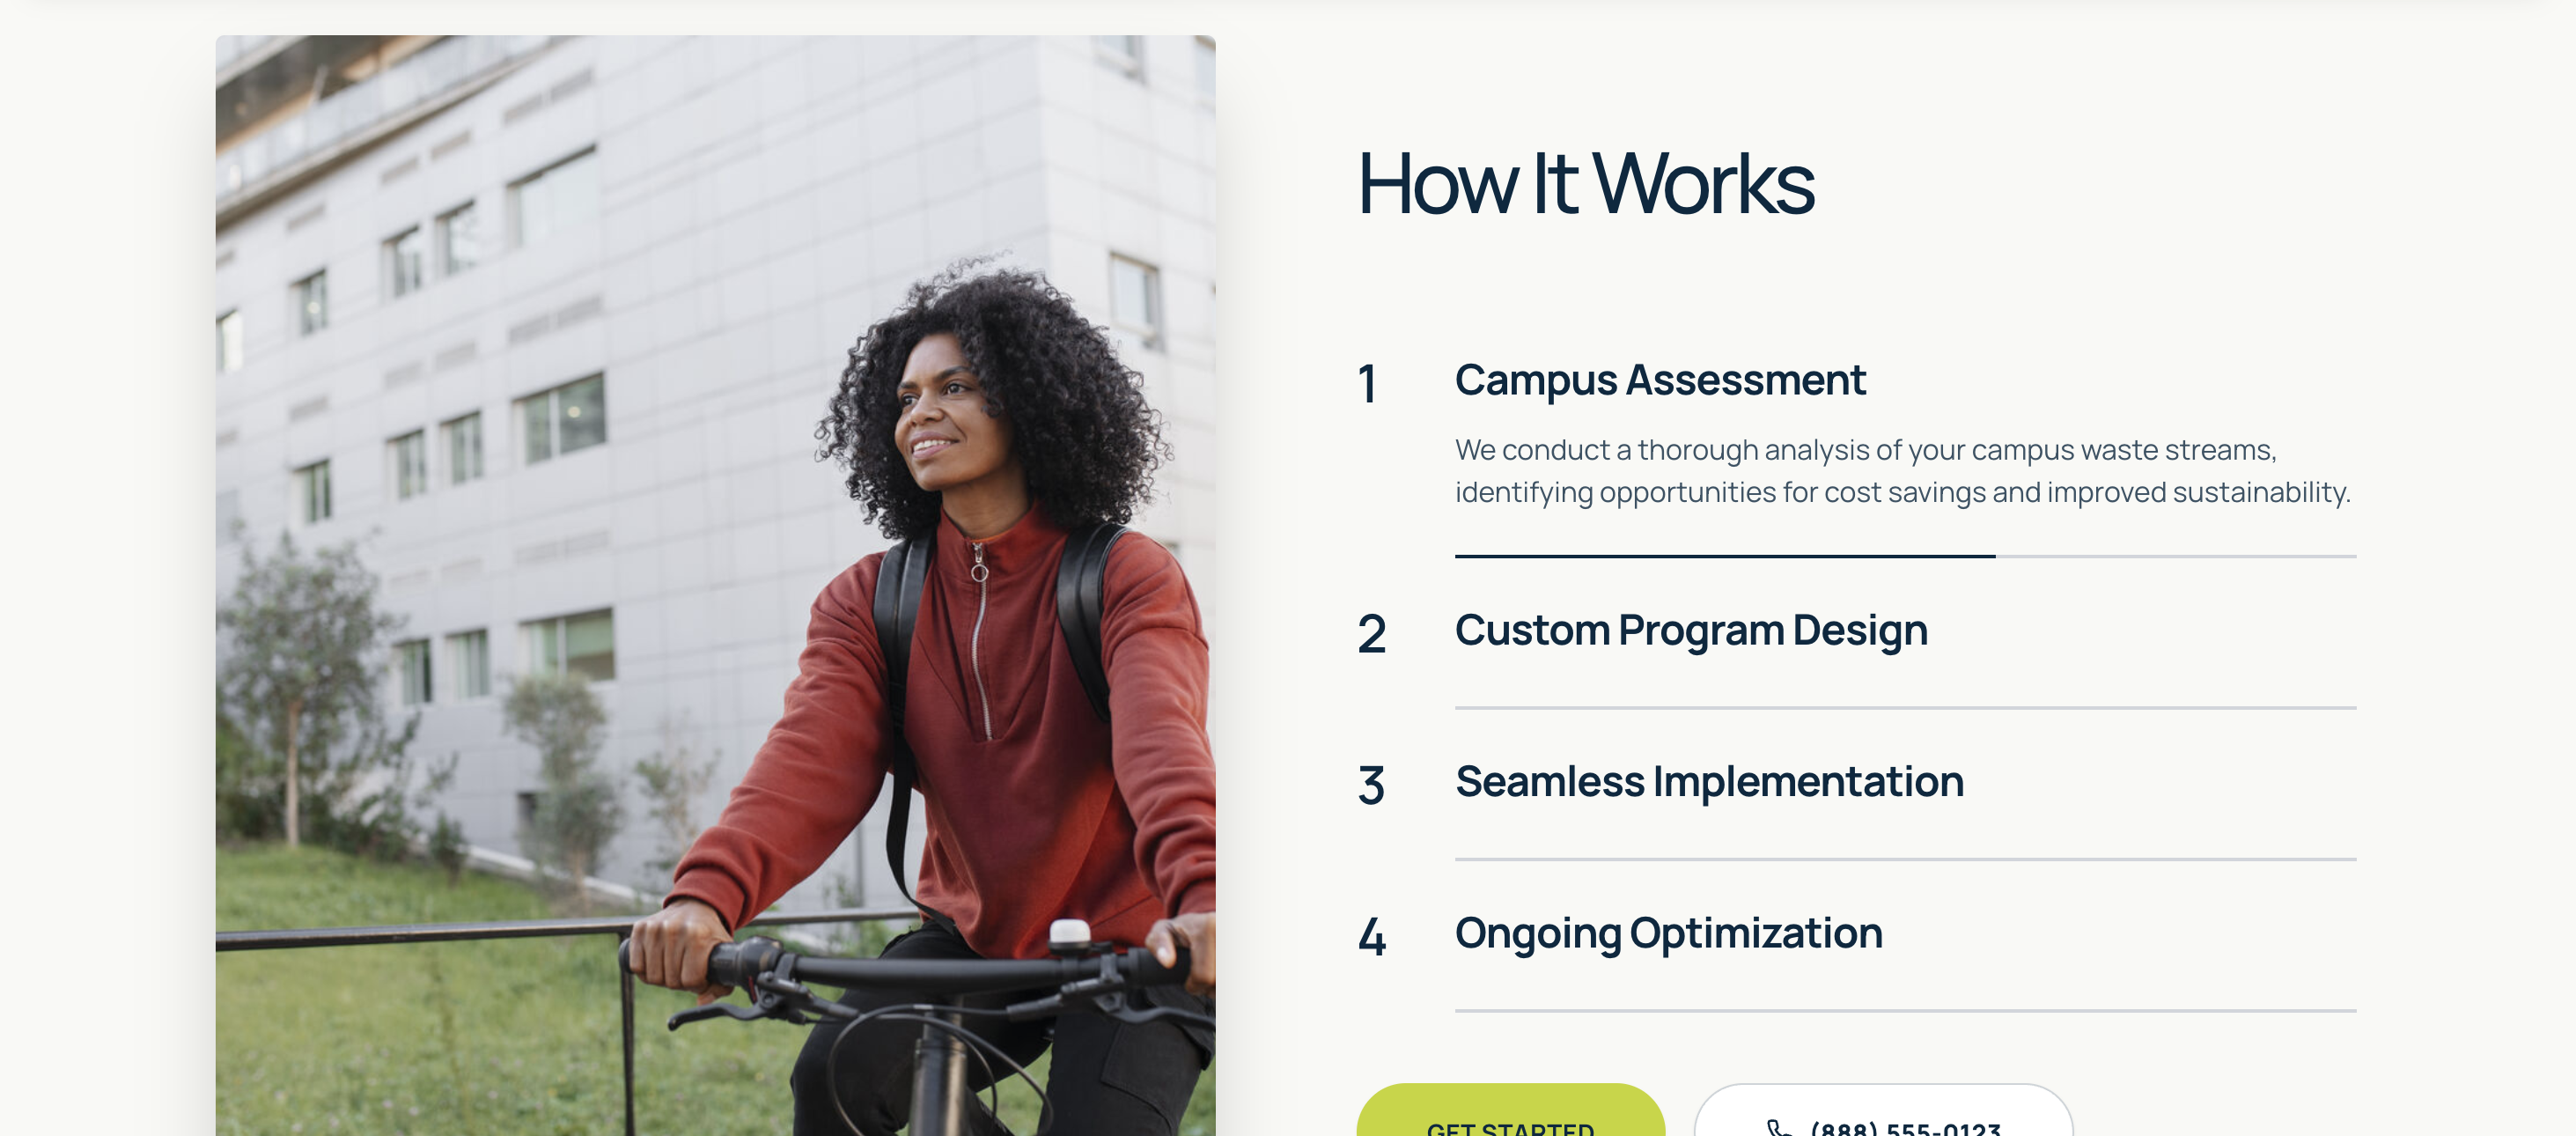 How It Works
1
Campus Assessment
We conduct a thorough analysis of your campus waste streams,
identifying opportunities for cost savings and improved sustainability.
2
Custom Program Design
3
Seamless Implementation
4
Ongoing Optimization
GET STARTED
(888) 555-0123